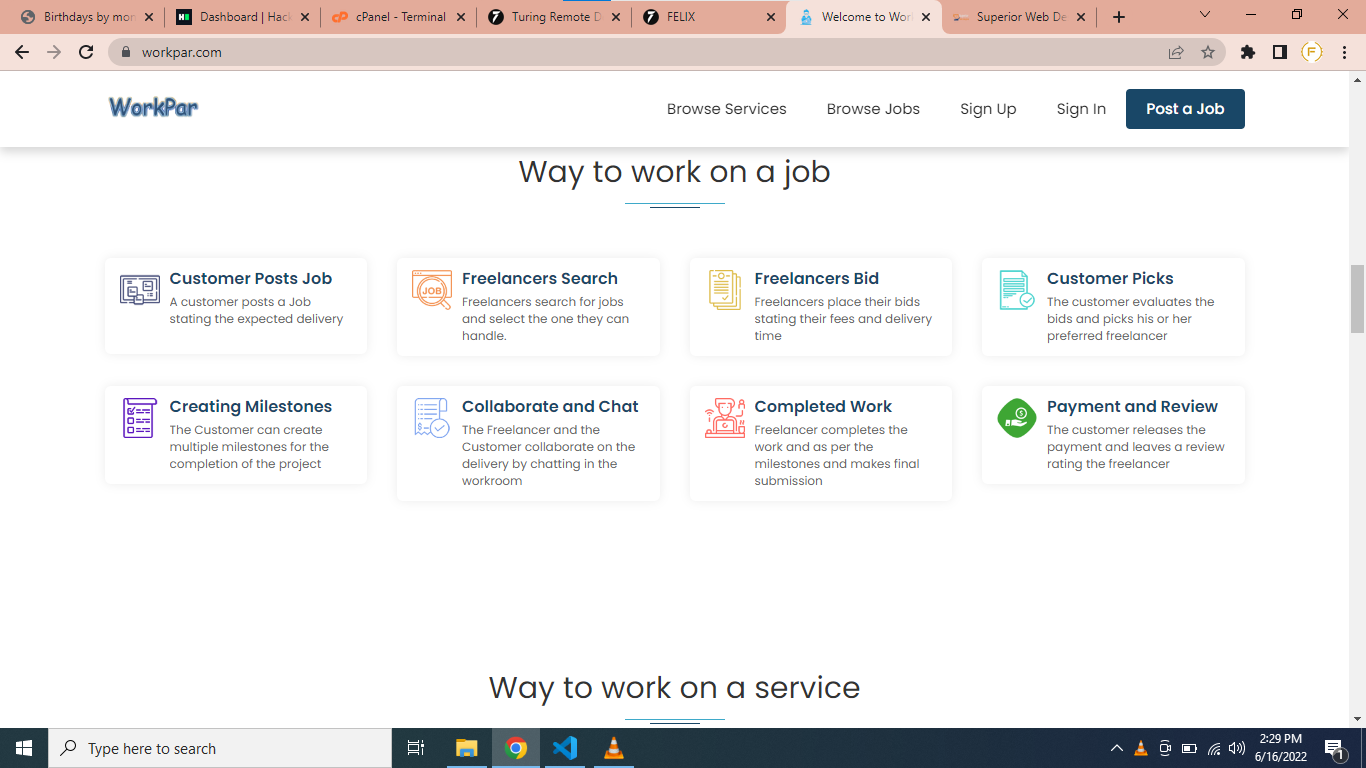 Birthdays by mon
Dashboard | Hack
cPanel - Terminal
Turing Remote D
FELIX
Welcome to Wor
Superior Web De
workpar.com
F
WorkPar
Browse Services
Browse Jobs
Sign Up
Sign In
Post a Job
Way to work on a job
Customer Posts Job
A customer posts a Job
stating the expected delivery
Freelancers Search
Freelancers search for jobs
and select the one they can
handle.
JOB
Freelancers Bid
Freelancers place their bids
stating their fees and delivery
time
Customer Picks
The customer evaluates the
bids and picks his or her
preferred freelancer
Creating Milestones
The Customer can create
multiple milestones for the
completion of the project
Collaborate and Chat
The Freelancer and the
Customer collaborate on the
delivery by chatting in the
workroom
Completed Work
Freelancer completes the
work and as per the
milestones and makes final
submission
Payment and Review
The customer releases the
payment and leaves a review
rating the freelancer
Way to work on a service
Type here to search
2:29 PM
6/16/2022
1